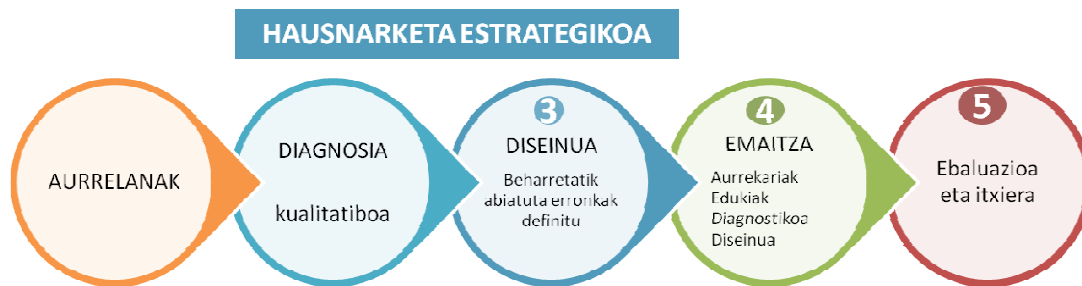 HAUSNARKETA ESTRATEGIKOA
AURRELANAK
DIAGNOSIA
kualitatiboa
3
DISEINUA
Beharretatik
abiatuta erronkak
definitu
4
EMAITZA
Aurrekariak
Edukiak
Diagnostikoa
Diseinua
5
Ebaluazioa
eta itxiera